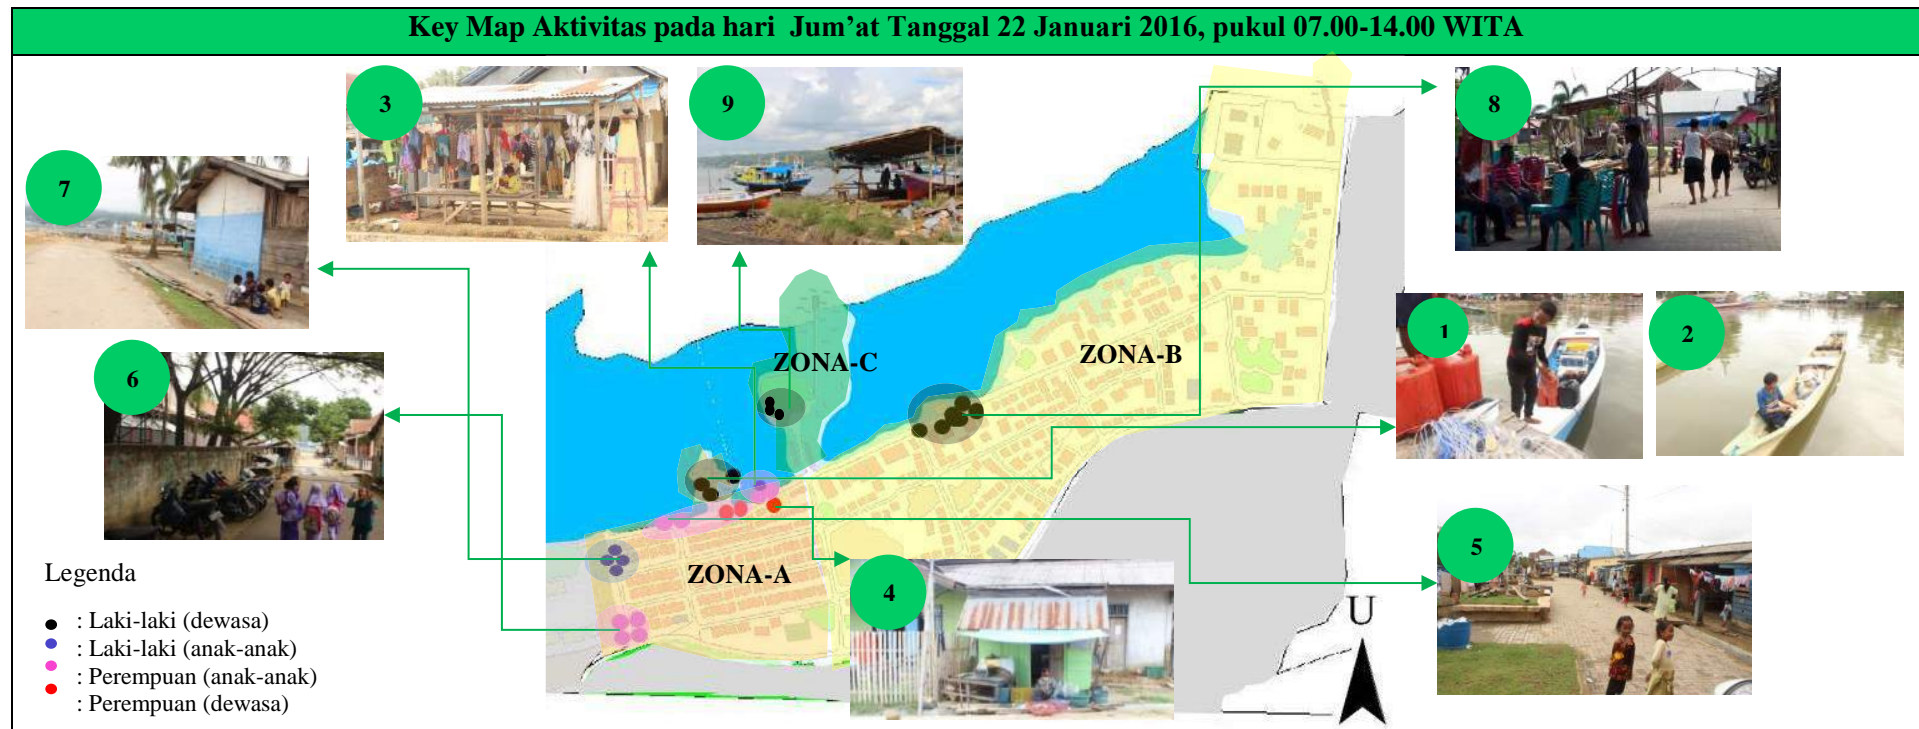 Key Map Aktivitas pada hari Jum'at Tanggal 22 Januari 2016, pukul 07.00-14.00 WITA
3
9
8
7
1
2
6
ZONA-C
ZONA-B
5
ZONA-A
4
U
Legenda
: Laki-laki (dewasa)
: Laki-laki (anak-anak)
: Perempuan (anak-anak)
: Perempuan (dewasa)